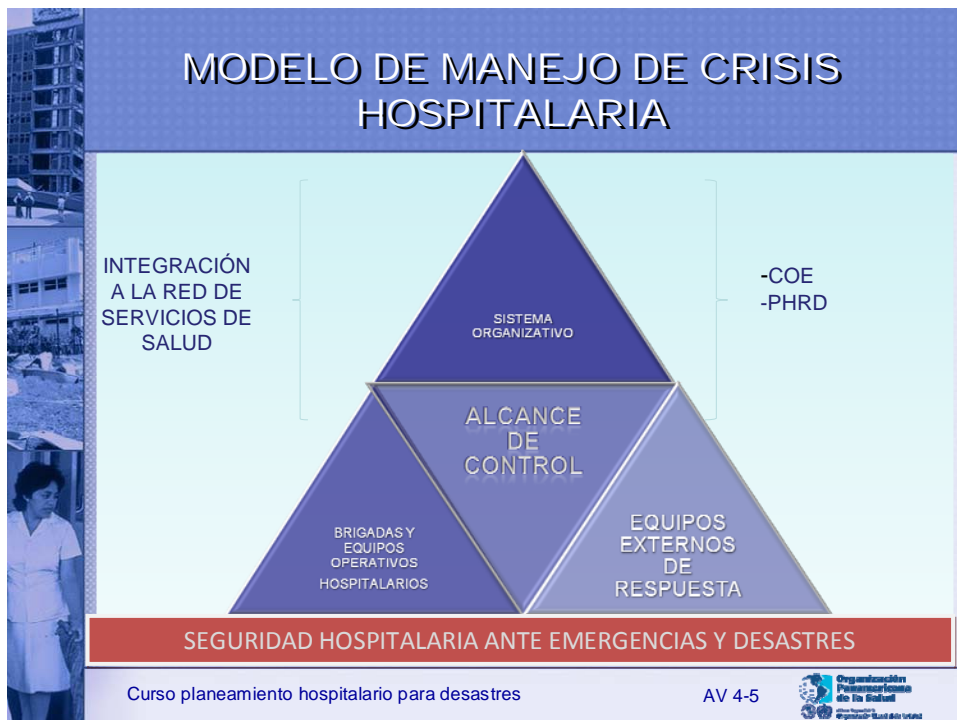 MODELO DE MANEJO DE CRISIS
HOSPITALARIA
INTEGRACIÓN
A LA RED DE
SERVICIOS DE
SALUD
-COE
-PHRD
SISTEMA
ORGANIZATIVO
ALCANCE
DE
CONTROL
BRIGADAS Y
EQUIPOS
OPERATIVOS
HOSPITALARIOS
EQUIPOS
EXTERNOS
DE
RESPUESTA
SEGURIDAD HOSPITALARIA ANTE EMERGENCIAS Y DESASTRES
Curso planeamiento hospitalario para desastres
AV 4-5
Organización
Panamericana
de la Salud